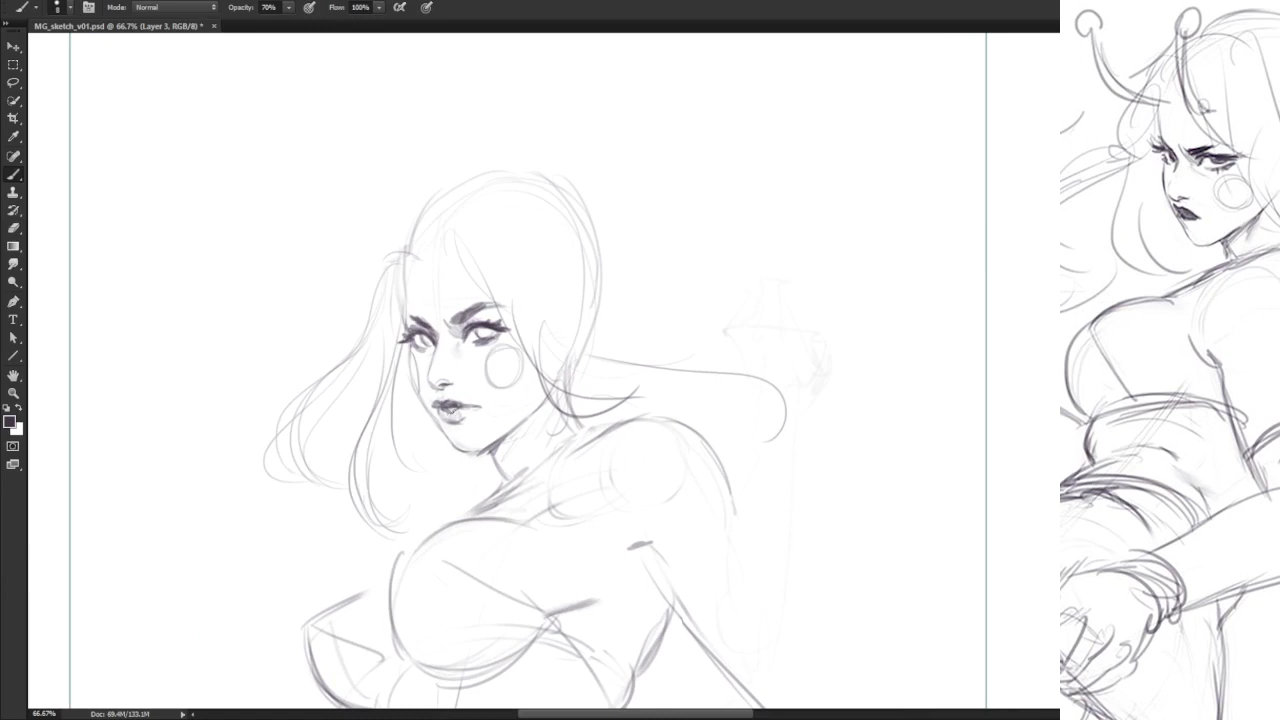 Mode: Normal Opacity: 70% Flow: 100%
MG_sketch_v01.psd @ 66.7% (Layer 3, RGB/8) * ×
T
66.67% Doc: 69.4M/133.1M